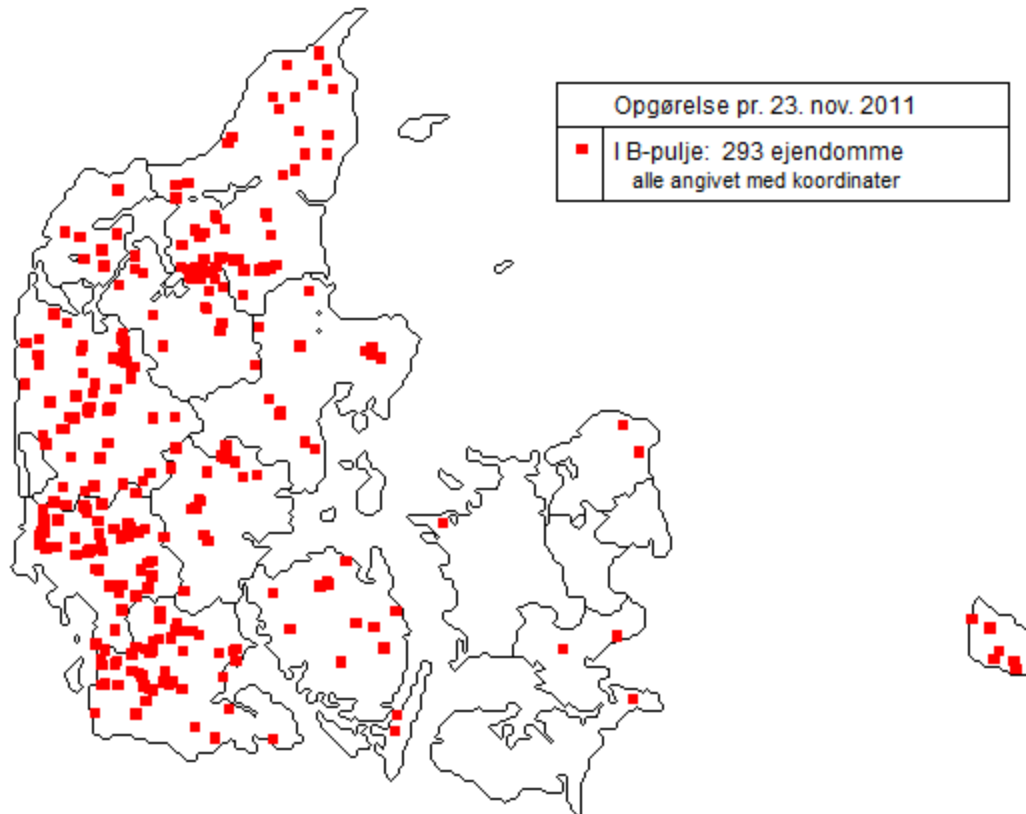 Opgørelse pr. 23. nov. 2011
I B-pulje: 293 ejendomme
alle angivet med koordinater